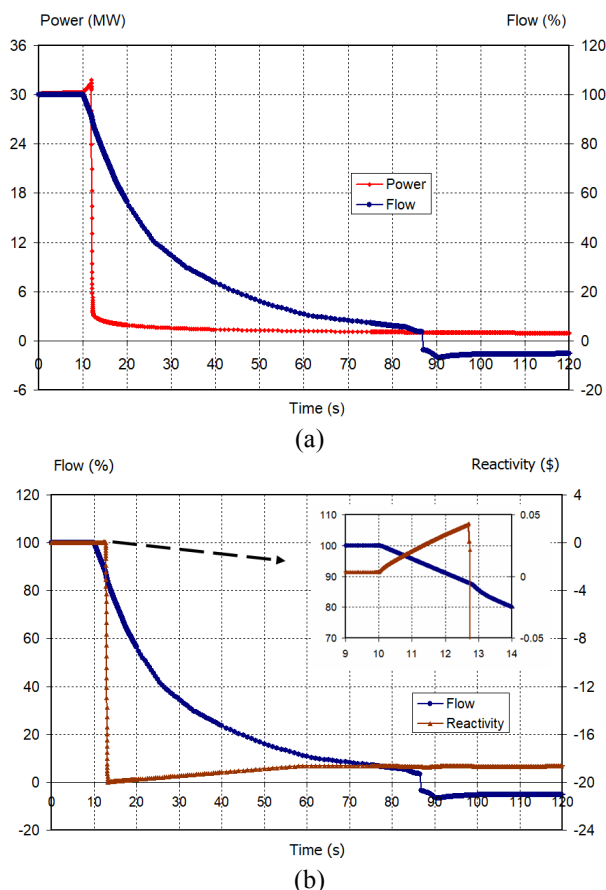 Power (MW) Flow (%)
36 120
30 100
24 80
18 60
12 40
6 20
0 0
-6 -20
Power
Flow
0 10 20 30 40 50 60 70 80 90 100 110 120
Time (s)
(a)
Flow (%) Reactivity ($)
120 4
100 0
80 -4
60 -8
40 -12
20 -16
0 -20
-20 -24
110 0.05
100
90 0
80
70 -0.05
9 10 11 12 13 14
Flow
Reactivity
0 10 20 30 40 50 60 70 80 90 100 110 120
Time (s)
(b)